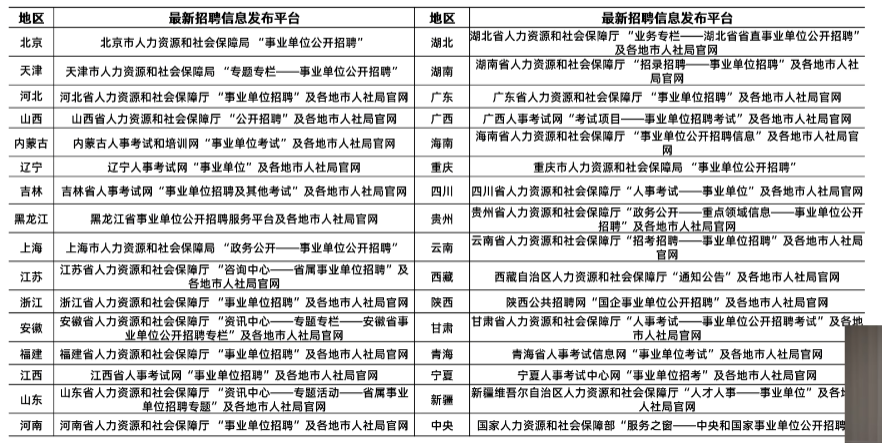 地区 最新招聘信息发布平台 地区 最新招聘信息发布平台
北京 北京市人力资源和社会保障局 “事业单位公开招聘” 湖北 湖北省人力资源和社会保障厅 “业务专栏——湖北省省直事业单位公开招聘”
及各地市人社局官网
天津 天津市人力资源和社会保障局 “专题专栏——事业单位公开招聘” 湖南 湖南省人力资源和社会保障厅 “招录招聘——事业单位招聘” 及各地市人社
局官网
河北 河北省人力资源和社会保障厅 “事业单位招聘” 及各地市人社局官网 广东 广东省人力资源和社会保障厅 “事业单位招聘” 及各地市人社局官网
山西 山西省人力资源和社会保障厅 “公开招聘” 及各地市人社局官网 广西 广西人事考试网 “考试项目——事业单位招聘考试” 及各地市人社局官网
内蒙古 内蒙古人事考试和培训网 “事业单位考试” 及各地市人社局官网 海南 海南省人力资源和社会保障厅 “事业单位公开招聘信息” 及各地市人社局官
网
辽宁 辽宁人事考试网 “事业单位” 及各地市人社局官网 重庆 重庆市人力资源和社会保障局 “事业单位公开招聘”
吉林 吉林省人事考试网 “事业单位招聘及其他考试” 及各地市人社局官网 四川 四川省人力资源和社会保障厅 “人事考试——事业单位” 及各地市人社局官网
黑龙江 黑龙江省事业单位公开招聘服务平台及各地市人社局官网 贵州 贵州省人力资源和社会保障厅 “政务公开——重点领域信息——事业单位公开
招聘” 及各地市人社局官网
上海 上海市人力资源和社会保障局 “政务公开——事业单位公开招聘” 云南 云南省人力资源和社会保障厅 “招考招聘——事业单位招聘” 及各地市人社局
官网
江苏 江苏省人力资源和社会保障厅 “咨询中心——省属事业单位招聘” 及
各地市人社局官网 西藏 西藏自治区人力资源和社会保障厅 “通知公告” 及各地市人社局官网
浙江 浙江省人力资源和社会保障厅 “事业单位招聘” 及各地市人社局官网 陕西 陕西公共招聘网 “国企事业单位公开招聘” 及各地市人社局官网
安徽 安徽省人力资源和社会保障厅 “资讯中心——专题专栏——安徽省事
业单位公开招聘专栏” 及各地市人社局官网 甘肃 甘肃省人力资源和社会保障厅 “人事考试——事业单位公开招聘考试” 及各地
市人社局官网
福建 福建省人力资源和社会保障厅 “事业单位招聘” 及各地市人社局官网 青海 青海省人事考试信息网 “事业单位考试” 及各地市人社局官网
江西 江西省人事考试网 “事业单位招聘” 及各地市人社局官网 宁夏 宁夏人事考试中心网 “事业单位招考” 及各地市人社局官网
山东 山东省人力资源和社会保障厅 “资讯中心——专题活动——省属事业
单位招聘专题” 及各地市人社局官网 新疆 新疆维吾尔自治区人力资源和社会保障厅 “人才人事——事业单位” 及各
人社局官网
河南 河南省人力资源和社会保障厅 “事业单位招聘” 及各地市人社局官网 中央 国家人力资源和社会保障部 “服务之窗——中央和国家事业单位公开招聘